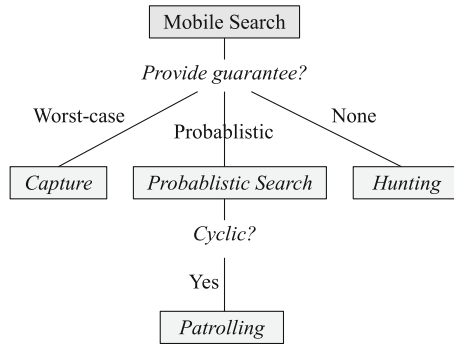 Mobile Search
Provide guarantee?
Worst-case
Probablistic
None
Capture
Probablistic Search
Hunting
Cyclic?
Yes
Patrolling